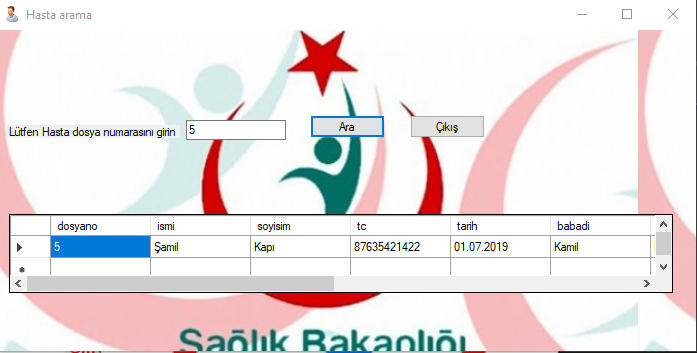 Hasta arama
Lütfen Hasta dosya numarasını girin 5 Ara Çıkış
dosyano ismi soyisim tc tarih babadi
5 Şamil Kapı 87635421422 01.07.2019 Kamil
Sağlık Bakanlığı